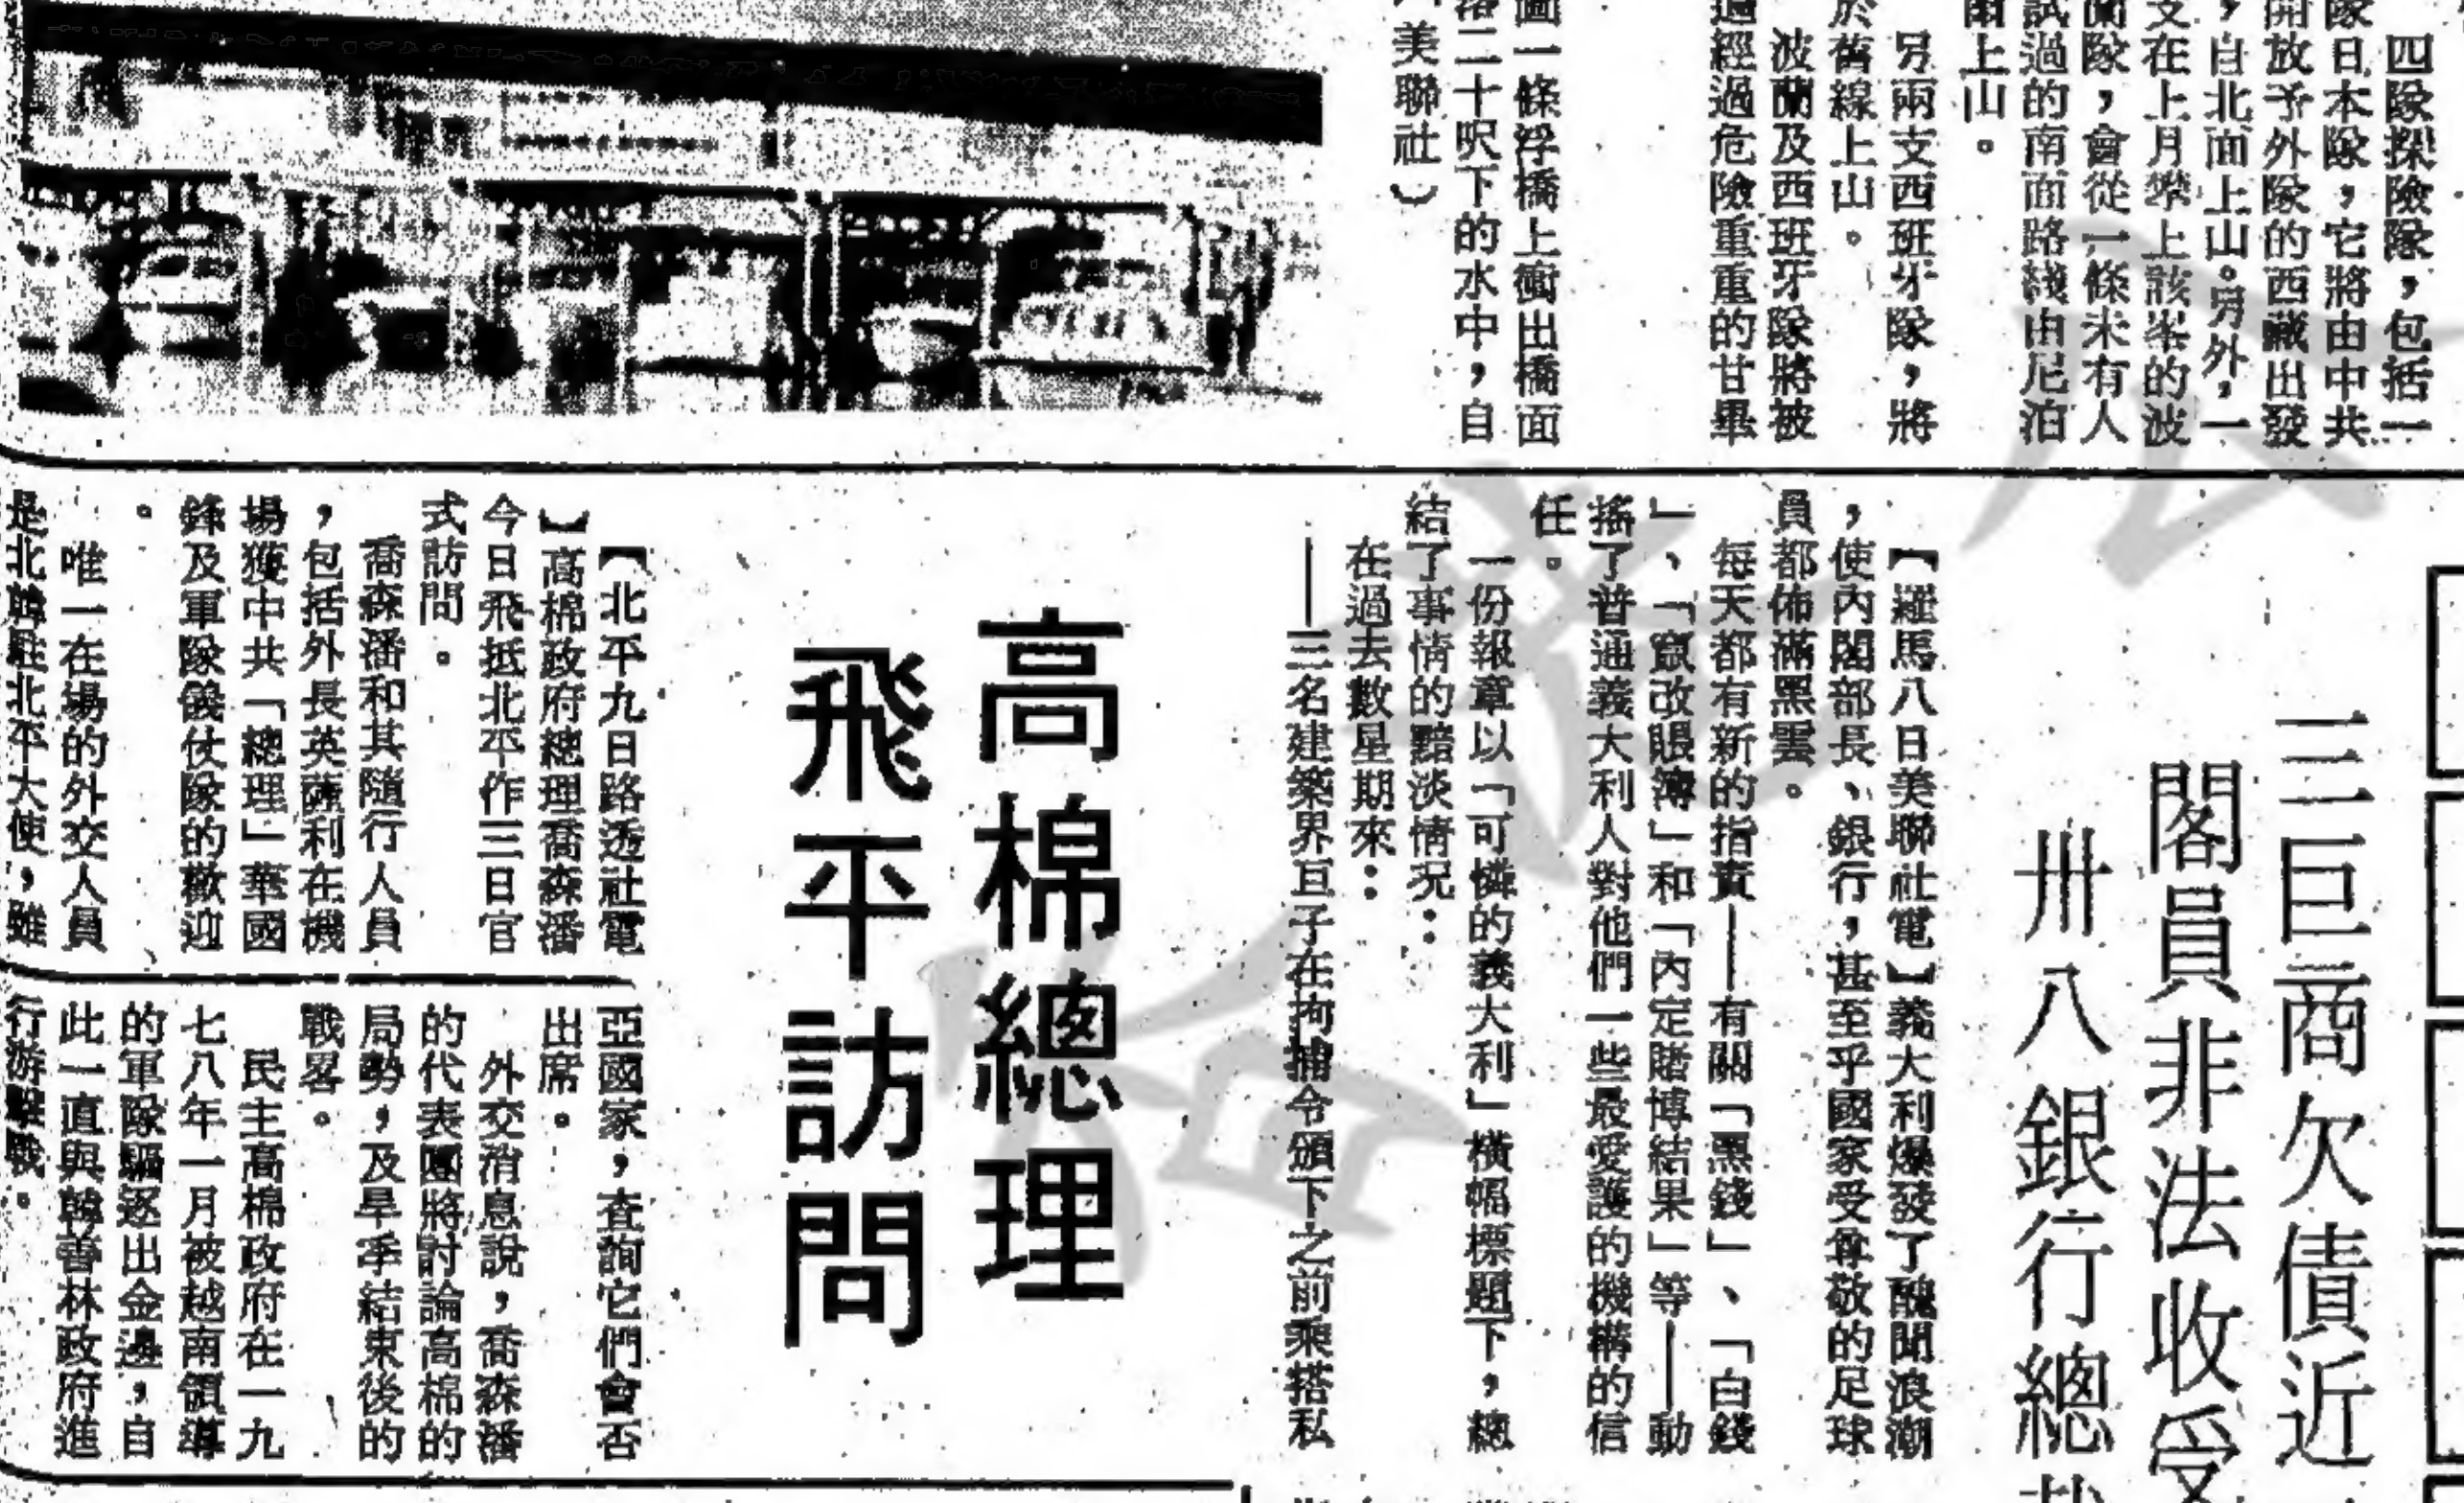 四隊探險隊，包括一
隊日本隊，它將由中共
開放予外隊的西藏出發
，自北面上山。另外，一
支在上月攀上該峯的波
蘭隊，會從一條未有人
試過的南面路綫由尼泊
爾上山。
另兩支西班牙隊，將
於舊線上山。
波蘭及西班牙隊將被
過經過危險重重的甘畢
圖一條浮橋上衝出橋面
落二十呎下的水中，自
美聯社）
三巨商欠債近
閣員非法收受
卅八銀行總
【羅馬八日美聯社電】義大利爆發了醜聞浪潮
，使內閣部長、銀行，甚至乎國家受尊敬的足球
員都佈滿黑雲。
每天都有新的指責——有關「黑錢」、「白錢
」、「竄改賬簿」和「內定賭博結果」等——動
搖了普通義大利人對他們一些最愛護的機構的信
任。
一份報章以「可憐的義大利」橫幅標題下，總
結了事情的黯淡情況：
在過去數星期來：
——三名建築界亘子在拘捕令頒下之前乘搭私
高棉總理
飛平訪問
【北平九日路透社電
】高棉政府總理喬森潘
今日飛抵北平作三日官
式訪問。
喬森潘和其隨行人員
，包括外長英薩利在機
場獲中共「總理」華國
鋒及軍隊儀仗隊的歡迎
。
唯一在場的外交人員
是北韓駐北平大使，雖
亞國家，查詢它們會否
出席。
外交消息說，喬森潘
的代表團將討論高棉的
局勢，及旱季結束後的
戰畧。
民主高棉政府在一九
七八年一月被越南領導
的軍隊驅逐出金邊，自
此一直與韓善林政府進
行游擊戰。